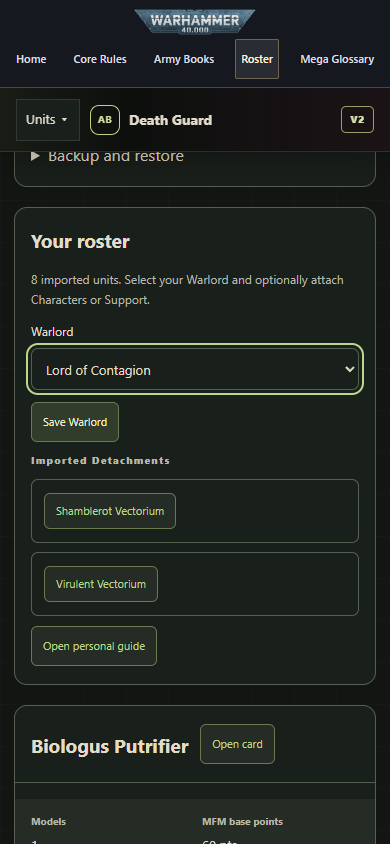 WARHAMMER
40,000
Home Core Rules Army Books Roster Mega Glossary
Units AB Death Guard V2
Backup and restore
Your roster
8 imported units. Select your Warlord and optionally attach
Characters or Support.
Warlord
Lord of Contagion
Save Warlord
Imported Detachments
Shamblerot Vectorium
Virulent Vectorium
Open personal guide
Biologus Putrifier Open card
Models MFM base points